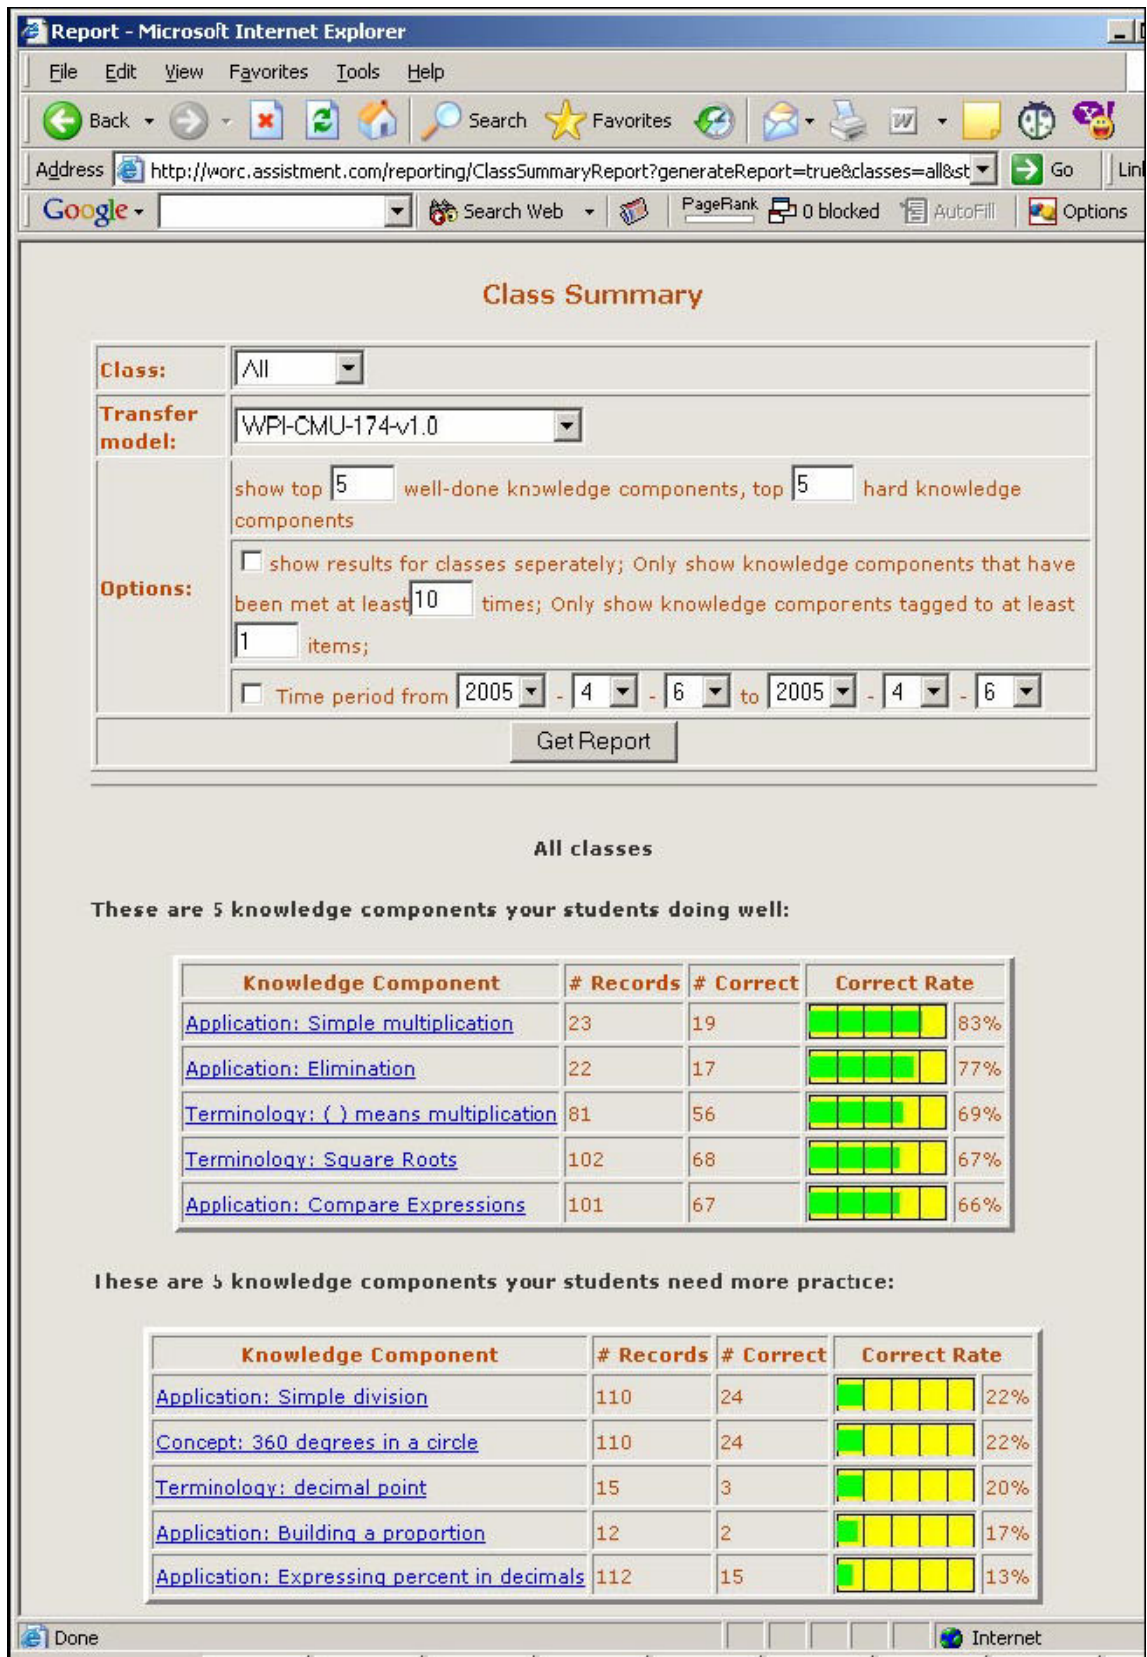 Report - Microsoft Internet Explorer
File Edit View Favorites Tools Help
Back Search Favorites
Address http://worc.assistment.com/reporting/ClassSummaryReport?generateReport=true&classes=all&st Go Lin
Google Search Web PageRank 0 blocked AutoFill Options
Class Summary
Class: All
Transfer
model: WPI-CMU-174-v1.0
Options:
show top 5 well-done knowledge components, top 5 hard knowledge
components
show results for classes seperately; Only show knowledge components that have
been met at least 10 times; Only show knowledge components tagged to at least
1 items;
Time period from 2005 - 4 - 6 to 2005 - 4 - 6
Get Report
All classes
These are 5 knowledge components your students doing well:
Knowledge Component # Records # Correct Correct Rate
Application: Simple multiplication 23 19 83%
Application: Elimination 22 17 77%
Terminology: ( ) means multiplication 81 56 69%
Terminology: Square Roots 102 68 67%
Application: Compare Expressions 101 67 66%
These are 5 knowledge components your students need more practice:
Knowledge Component # Records # Correct Correct Rate
Application: Simple division 110 24 22%
Concept: 360 degrees in a circle 110 24 22%
Terminology: decimal point 15 3 20%
Application: Building a proportion 12 2 17%
Application: Expressing percent in decimals 112 15 13%
Done Internet